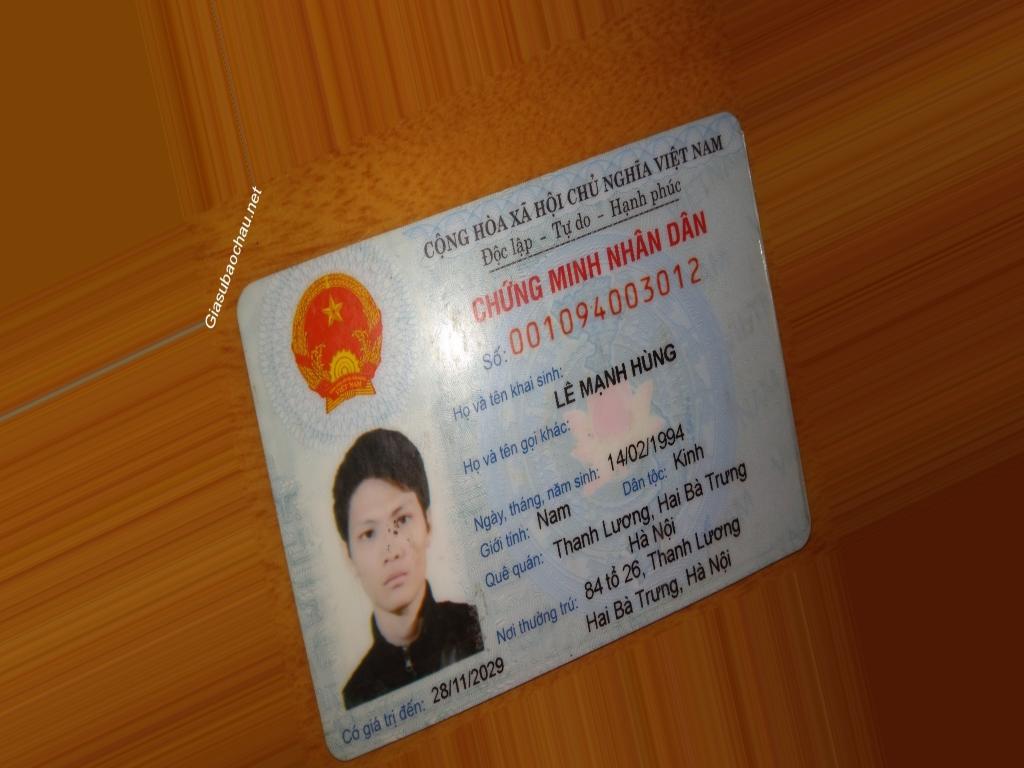 Giasubaochau.net
CỘNG HÒA XÃ HỘI CHỦ NGHĨA VIỆT NAM
Độc lập - Tự do - Hạnh phúc
CHỨNG MINH NHÂN DÂN
Số: 001094003012
Họ và tên khai sinh:
LÊ MẠNH HÙNG
Họ và tên gọi khác:
Ngày, tháng, năm sinh: 14/02/1994
Giới tính: Nam Dân tộc: Kinh
Quê quán: Thanh Lương, Hai Bà Trưng
Hà Nội
Nơi thường trú: 84 tổ 26, Thanh Lương
Hai Bà Trưng, Hà Nội
Có giá trị đến: 28/11/2029
VIỆT NAM